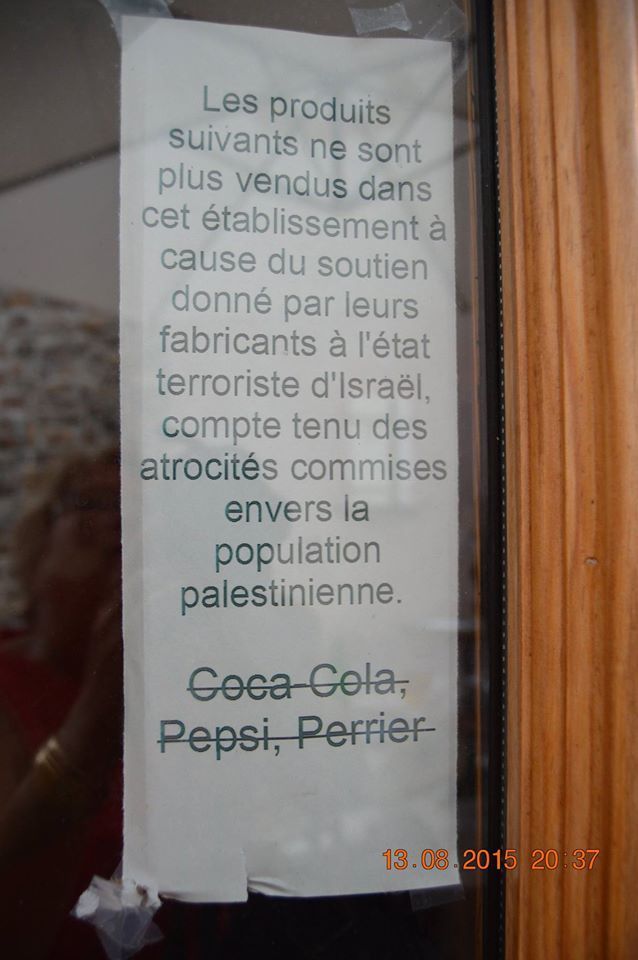 Les produits
suivants ne sont
plus vendus dans
cet établissement à
cause du soutien
donné par leurs
fabricants à l'état
terroriste d'Israël,
compte tenu des
atrocités commises
envers la
population
palestinienne.
Coca-Cola,
Pepsi, Perrier
13.08.2015 20:37